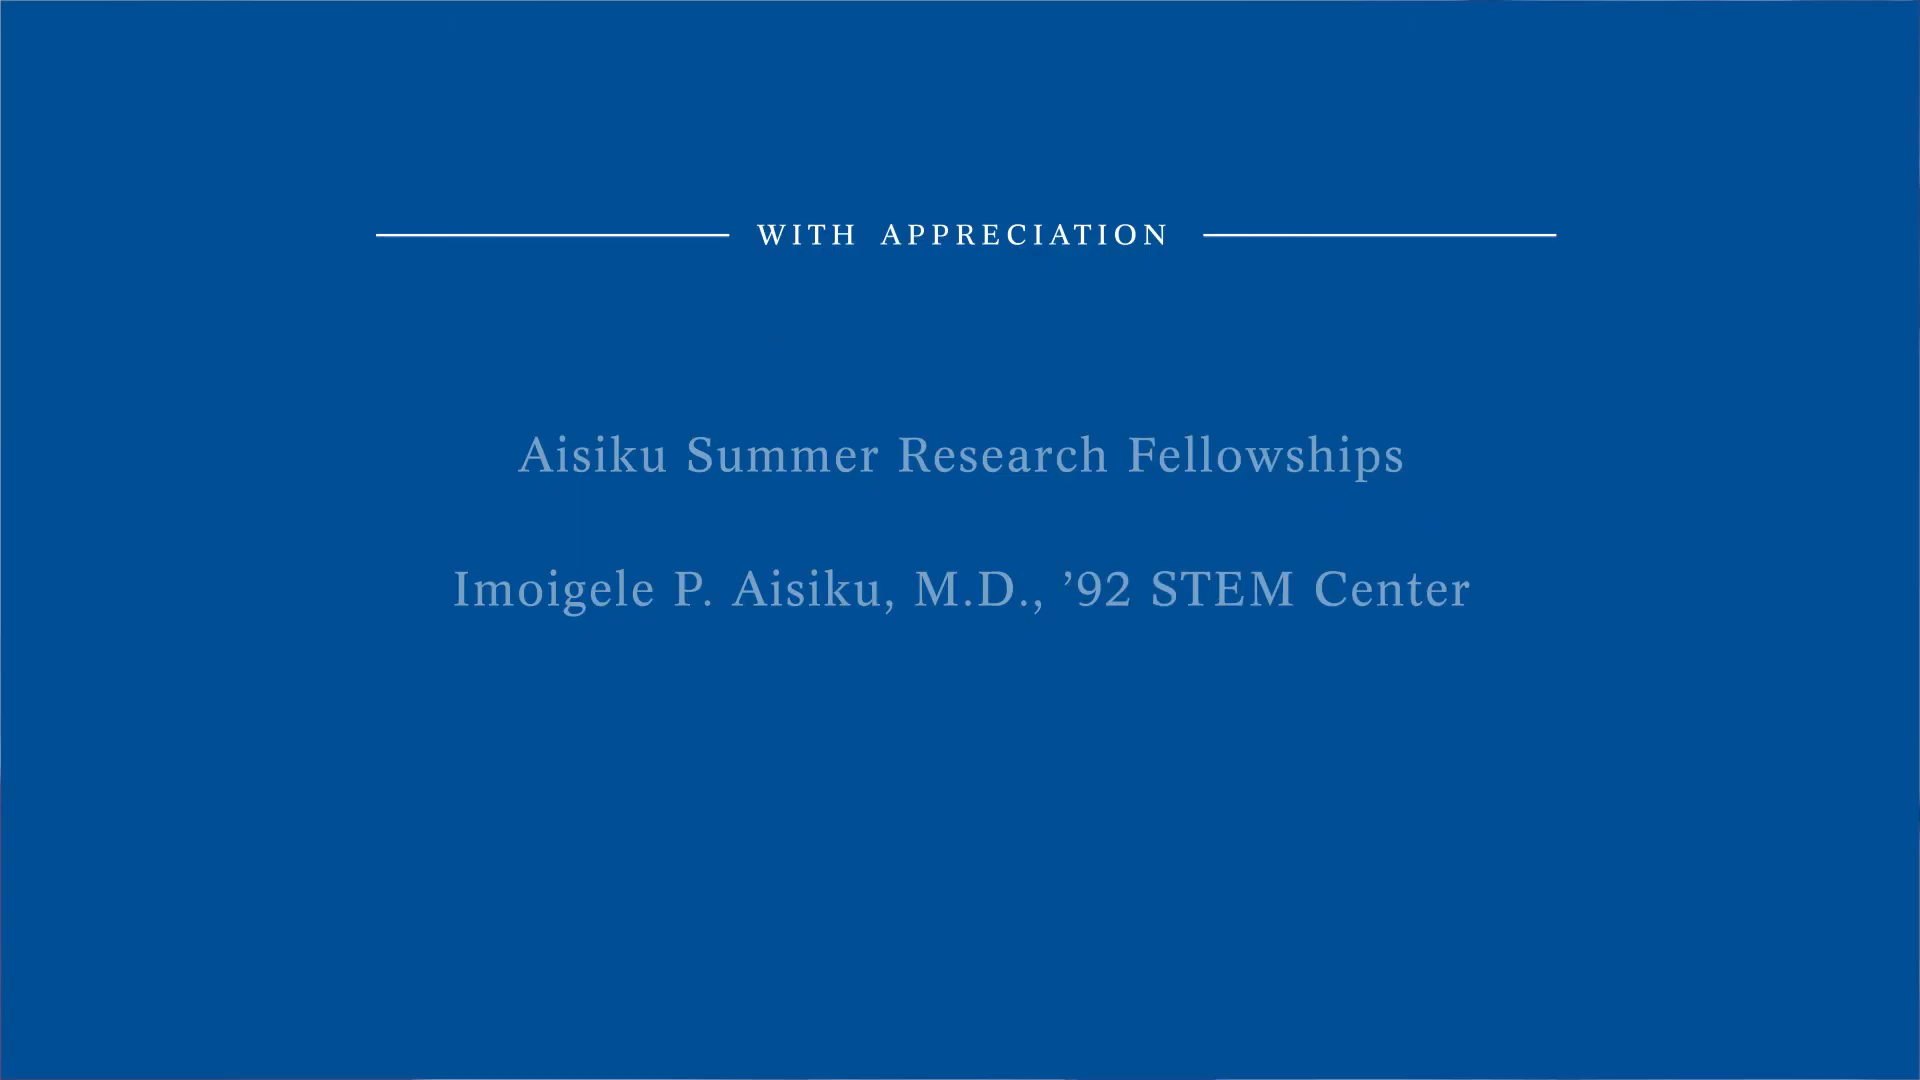 WITH APPRECIATION
Aisiku Summer Research Fellowships
Imoigele P. Aisiku, M.D., ’92 STEM Center